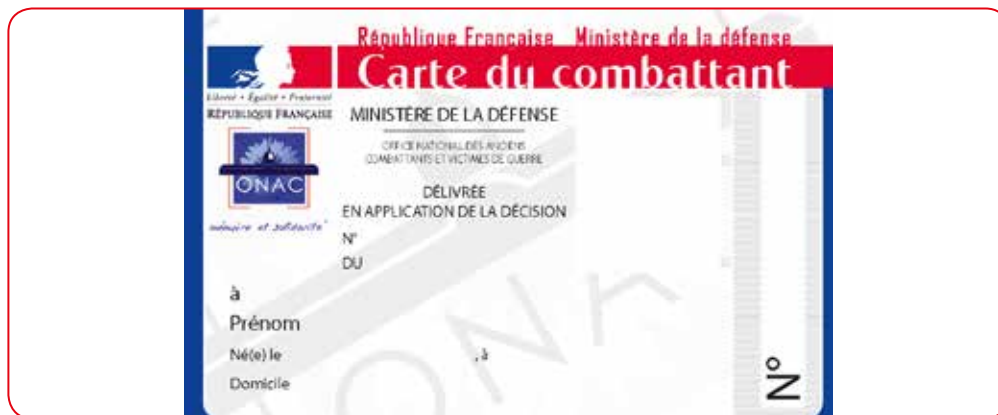 République Française Ministère de la défense
Carte du combattant
Liberté • Égalité • Fraternité
RÉPUBLIQUE FRANÇAISE
MINISTÈRE DE LA DÉFENSE
OFFICE NATIONAL DES ANCIENS
COMBATTANTS ET VICTIMES DE GUERRE
ONAC
mémoire et solidarité
DÉLIVRÉE
EN APPLICATION DE LA DÉCISION
N°
DU
à
Prénom
Né(e) le , à
Domicile
N°
ONA